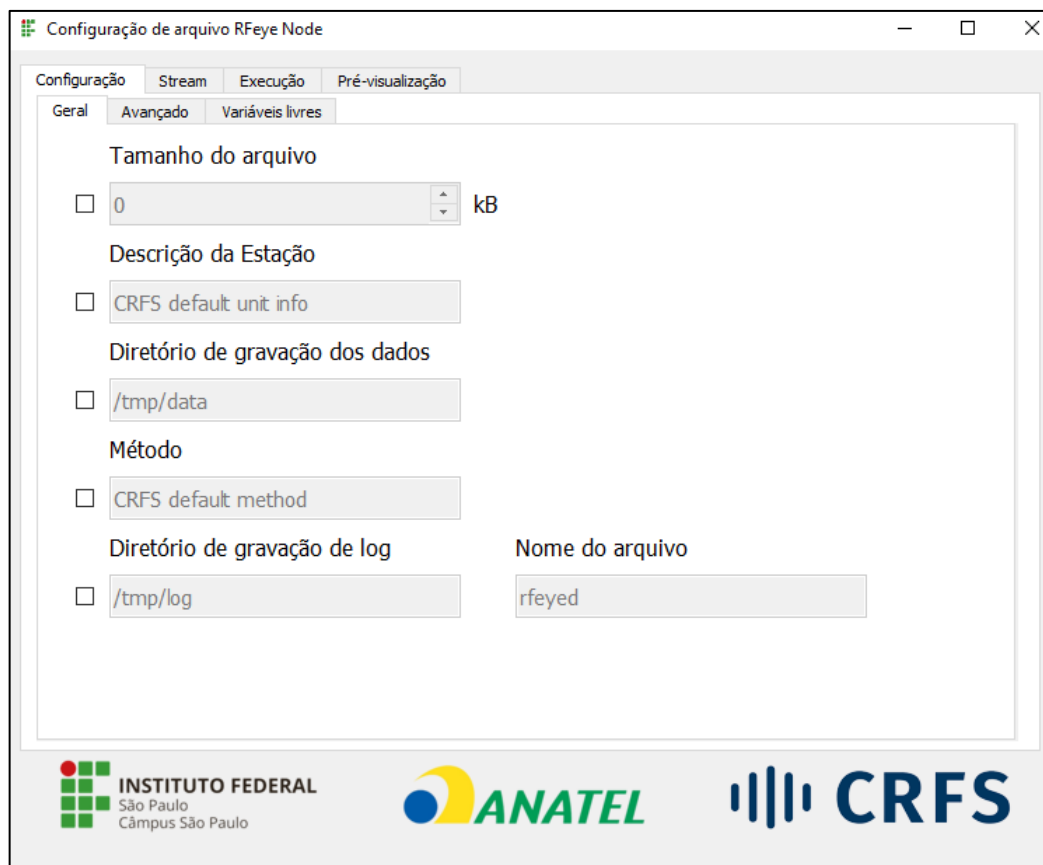 Configuração de arquivo RFeye Node
Configuração Stream Execução Pré-visualização
Geral Avançado Variáveis livres
Tamanho do arquivo
0 kB
Descrição da Estação
CRFS default unit info
Diretório de gravação dos dados
/tmp/data
Método
CRFS default method
Diretório de gravação de log Nome do arquivo
/tmp/log rfeyed
INSTITUTO FEDERAL
São Paulo
Câmpus São Paulo
ANATEL
CRFS